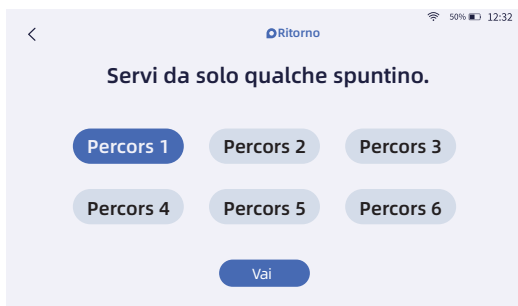 50% 12:32
Ritorno
Servi da solo qualche spuntino.
Percors 1 Percors 2 Percors 3
Percors 4 Percors 5 Percors 6
Vai